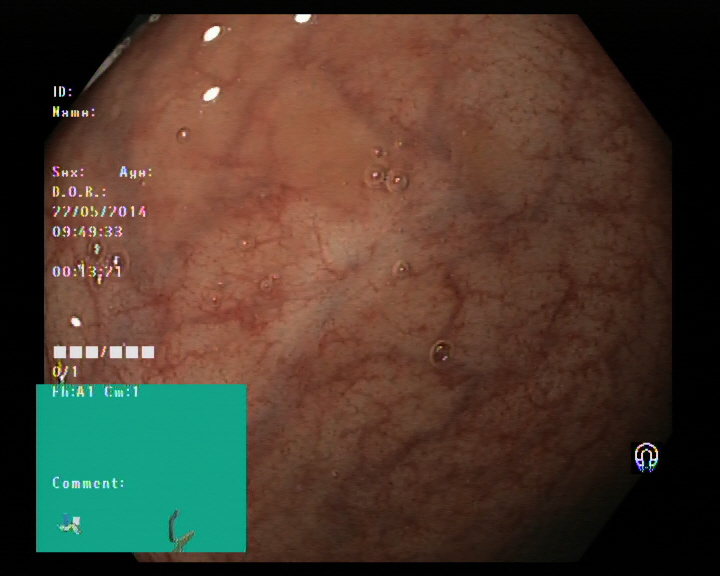 ID:
Name:
Sex: Age:
D.O.B.:
22/05/2014
09:49:33
00:13:21
■■■/■■■
0/1
Ph:A1 Cm:1
Comment: